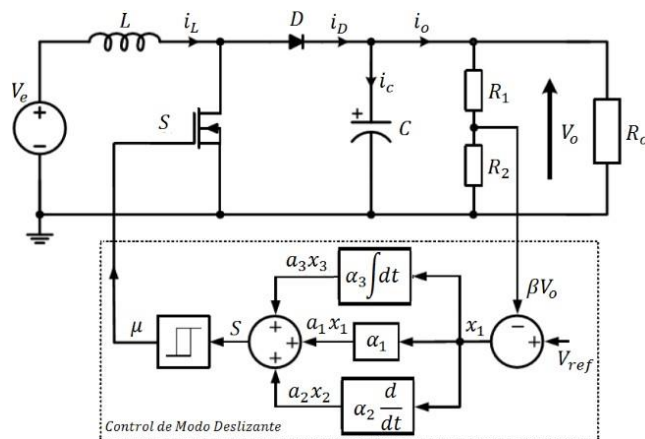 L
i_L
D
i_D
i_o
V_e
+
−
S
i_c
+
C
R_1
R_2
V_o
R_o
a_3x_3
α_3∫dt
βV_o
μ
S
+
+
+
a_1x_1
α_1
x_1
−
+
V_ref
a_2x_2
α_2 d/dt
Control de Modo Deslizante